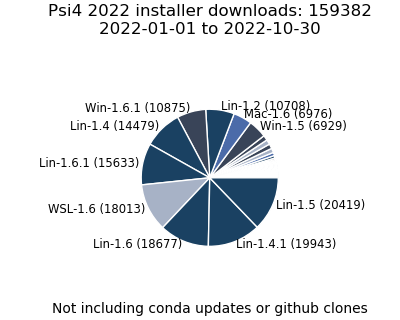 Psi4 2022 installer downloads: 159382
2022-01-01 to 2022-10-30
Lin-1.2 (10708)
Win-1.6.1 (10875)
Mac-1.6 (6976)
Lin-1.4 (14479)
Win-1.5 (6929)
Lin-1.6.1 (15633)
WSL-1.6 (18013)
Lin-1.5 (20419)
Lin-1.6 (18677)
Lin-1.4.1 (19943)
Not including conda updates or github clones